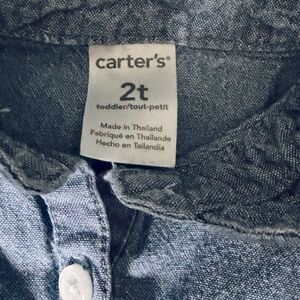 carter's®
2t
toddler/tout-petit
Made in Thailand
Fabriqué en Thaïlande
Hecho en Tailandia